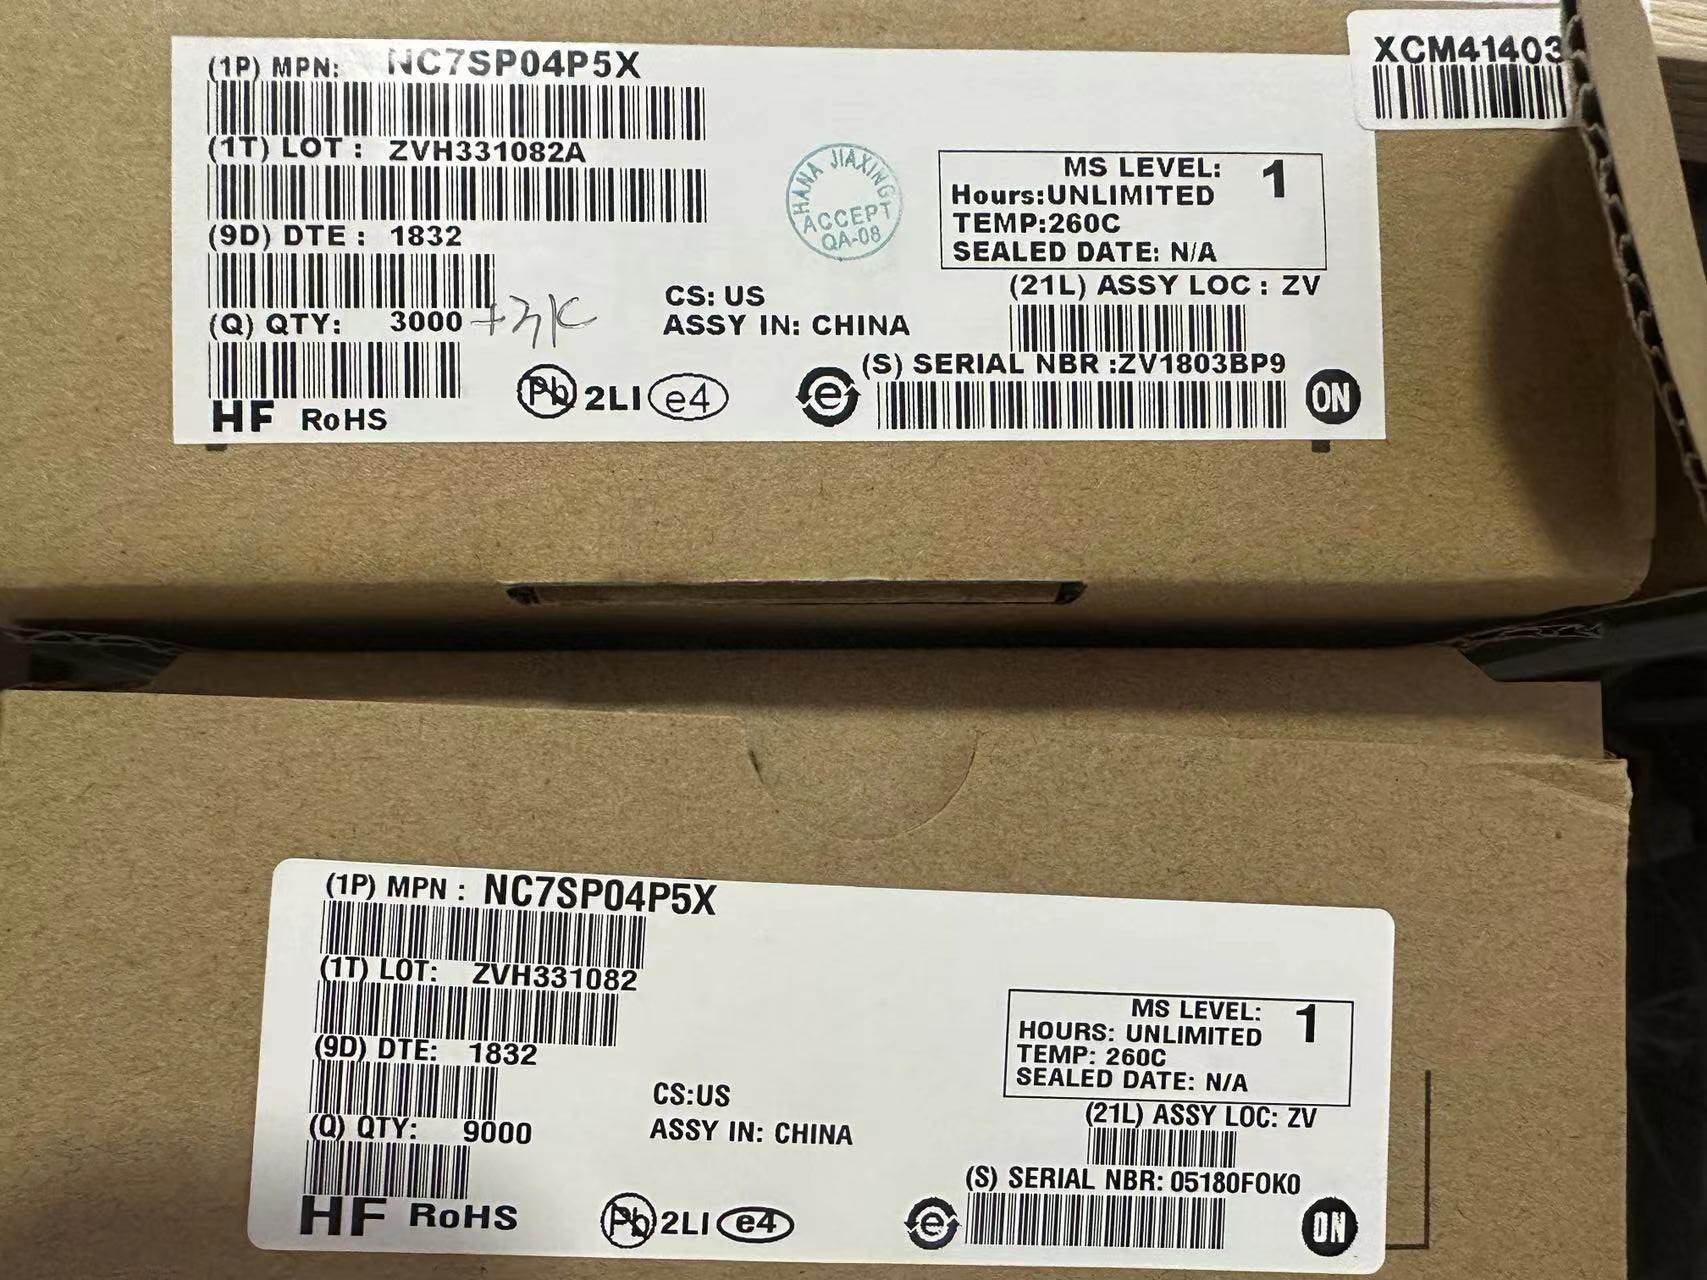 XCM41403
(1P) MPN: NC7SP04P5X
(1T) LOT : ZVH331082A
(9D) DTE : 1832
(Q) QTY: 3000
HF RoHS
Pb 2LI e4
HANA JIAXING
ACCEPT
QA-08
CS: US
ASSY IN: CHINA
MS LEVEL: 1
Hours:UNLIMITED
TEMP:260C
SEALED DATE: N/A
(21L) ASSY LOC : ZV
(S) SERIAL NBR :ZV1803BP9
e
ON
(1P) MPN : NC7SP04P5X
(1T) LOT: ZVH331082
(9D) DTE: 1832
(Q) QTY: 9000
HF RoHS
Pb 2LI e4
CS:US
ASSY IN: CHINA
MS LEVEL: 1
HOURS: UNLIMITED
TEMP: 260C
SEALED DATE: N/A
(21L) ASSY LOC: ZV
(S) SERIAL NBR: 05180F0K0
e
ON